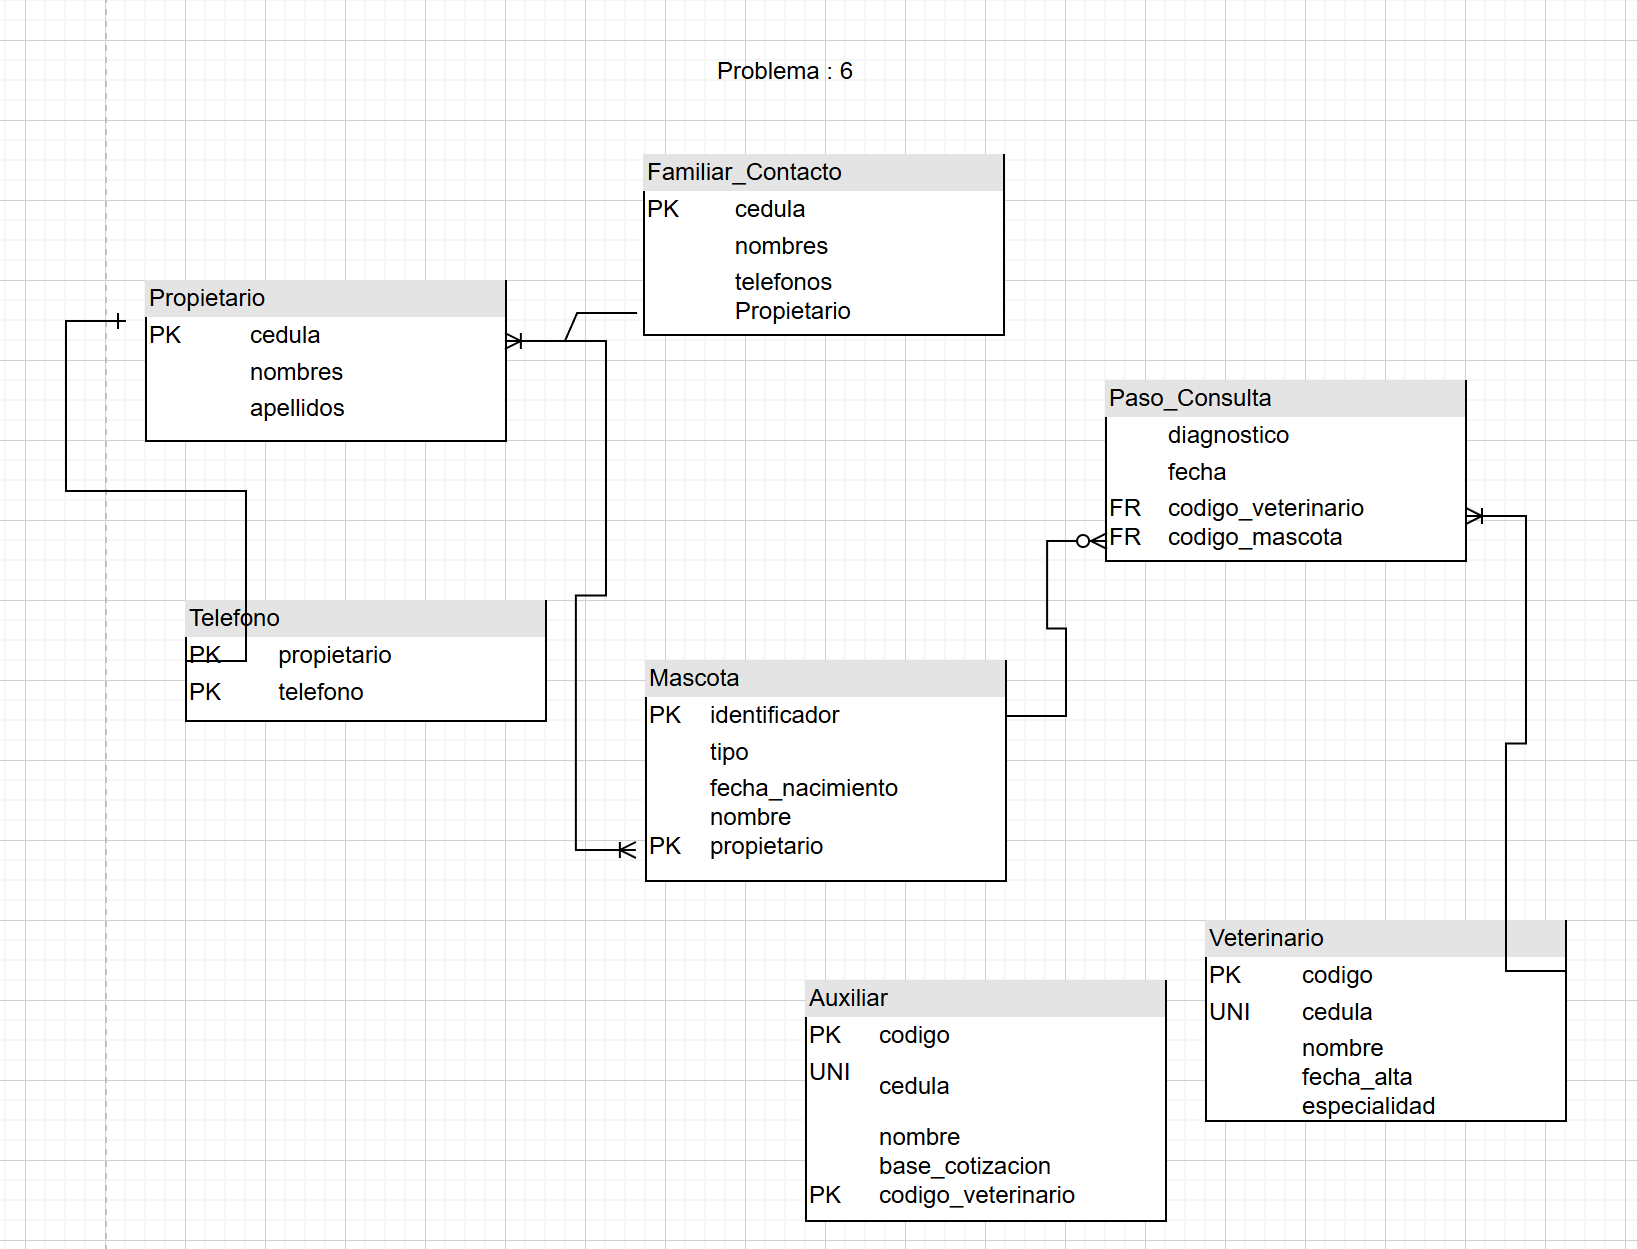 Problema : 6
Familiar_Contacto
PK cedula
nombres
telefonos
Propietario
Propietario
PK cedula
nombres
apellidos
Paso_Consulta
diagnostico
fecha
FR codigo_veterinario
FR codigo_mascota
Telefono
PK propietario
PK telefono
Mascota
PK identificador
tipo
fecha_nacimiento
nombre
PK propietario
Veterinario
PK codigo
UNI cedula
nombre
fecha_alta
especialidad
Auxiliar
PK codigo
UNI
cedula
nombre
base_cotizacion
PK codigo_veterinario